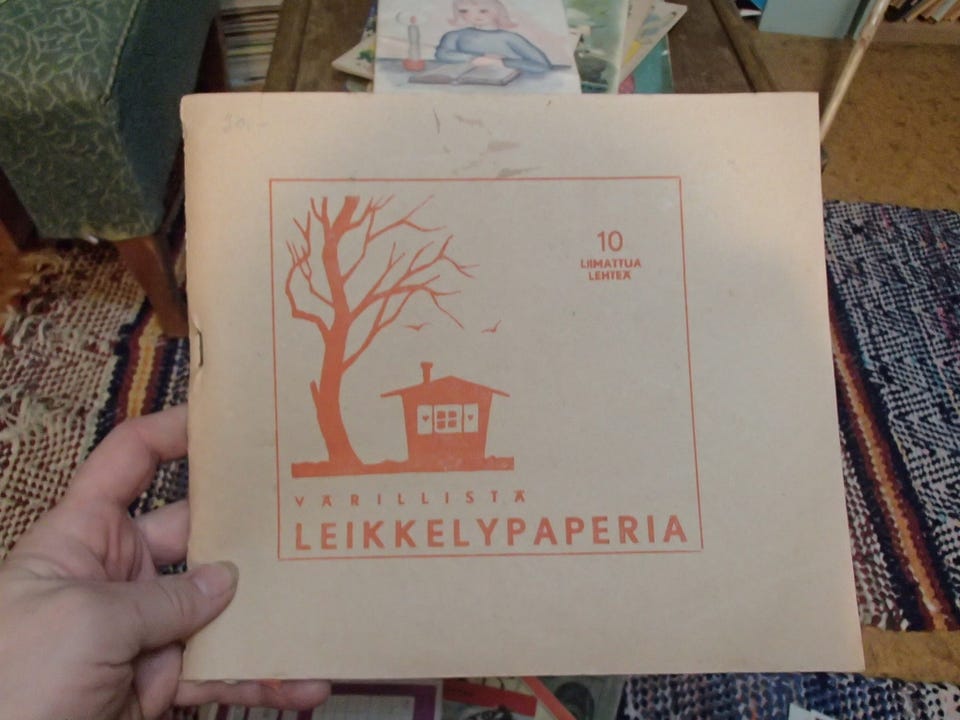 10
LIIMATTUA
LEHTEÄ
VÄRILLISTÄ
LEIKKELYPAPERIA